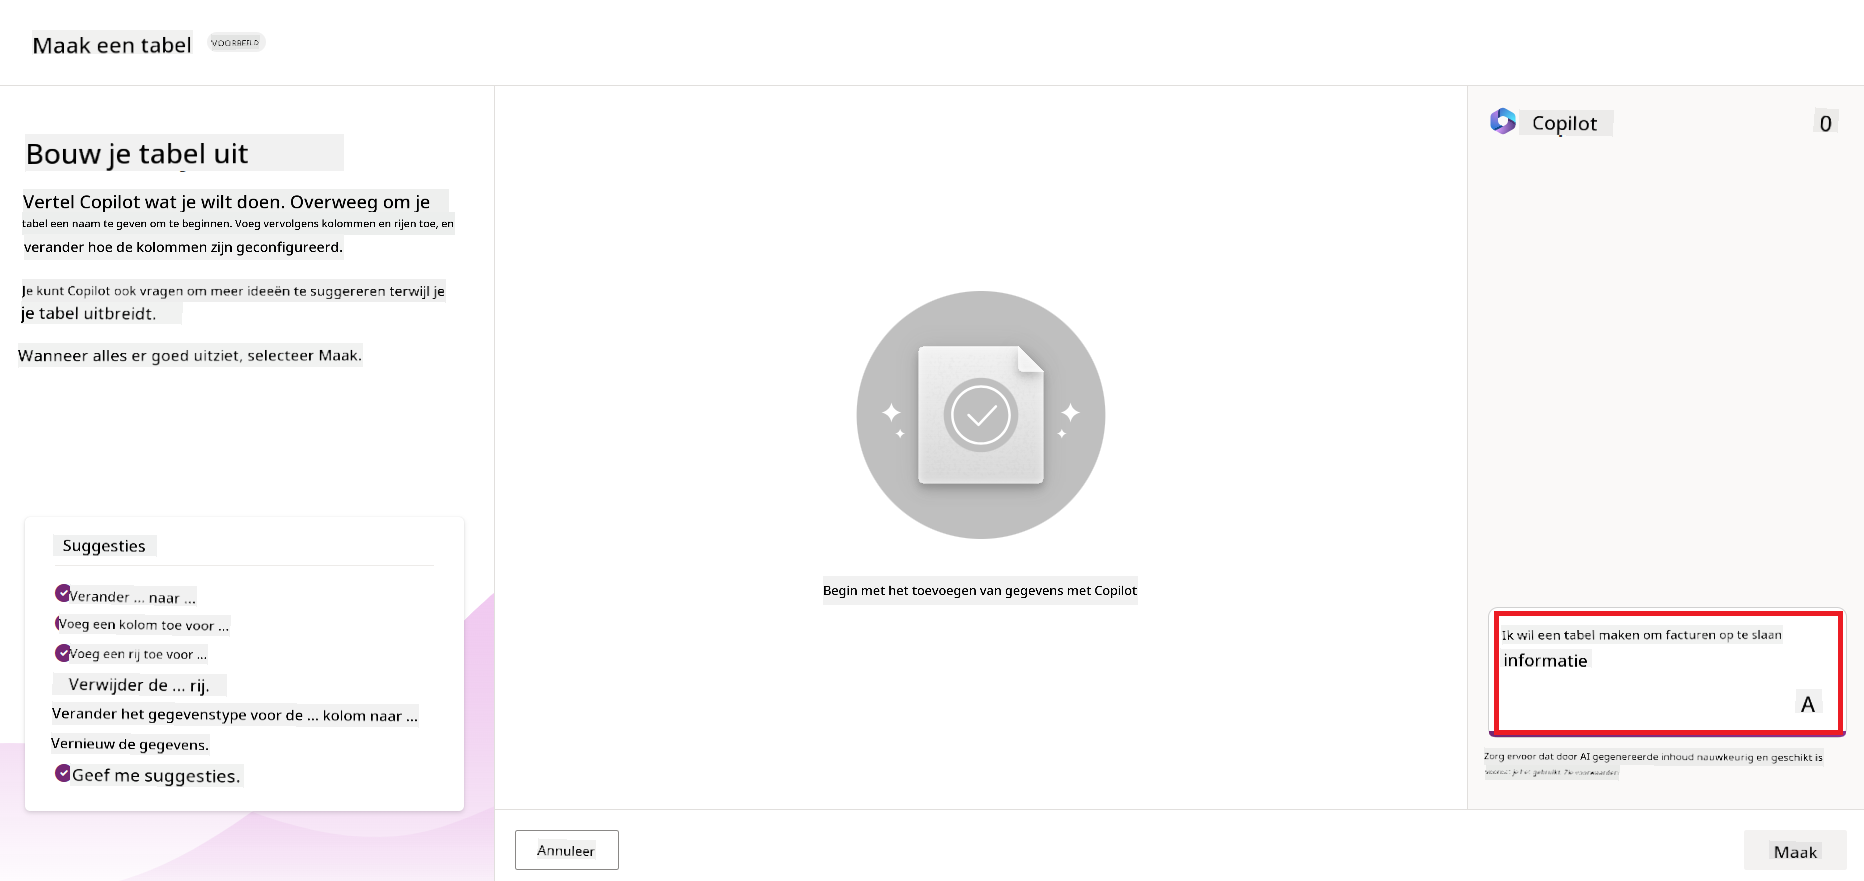 Maak een tabel
VOORBEELD
Bouw je tabel uit
Vertel Copilot wat je wilt doen. Overweeg om je
tabel een naam te geven om te beginnen. Voeg vervolgens kolommen en rijen toe, en
verander hoe de kolommen zijn geconfigureerd.
Je kunt Copilot ook vragen om meer ideeën te suggereren terwijl je
je tabel uitbreidt.
Wanneer alles er goed uitziet, selecteer Maak.
Suggesties
Verander ... naar ...
Voeg een kolom toe voor ...
Voeg een rij toe voor ...
Verwijder de ... rij.
Verander het gegevenstype voor de ... kolom naar ...
Vernieuw de gegevens.
Geef me suggesties.
Begin met het toevoegen van gegevens met Copilot
Annuleer
Copilot
0
Ik wil een tabel maken om facturen op te slaan
informatie
A
Zorg ervoor dat door AI gegenereerde inhoud nauwkeurig en geschikt is
voordat je het gebruikt. Zie voorwaarden
Maak